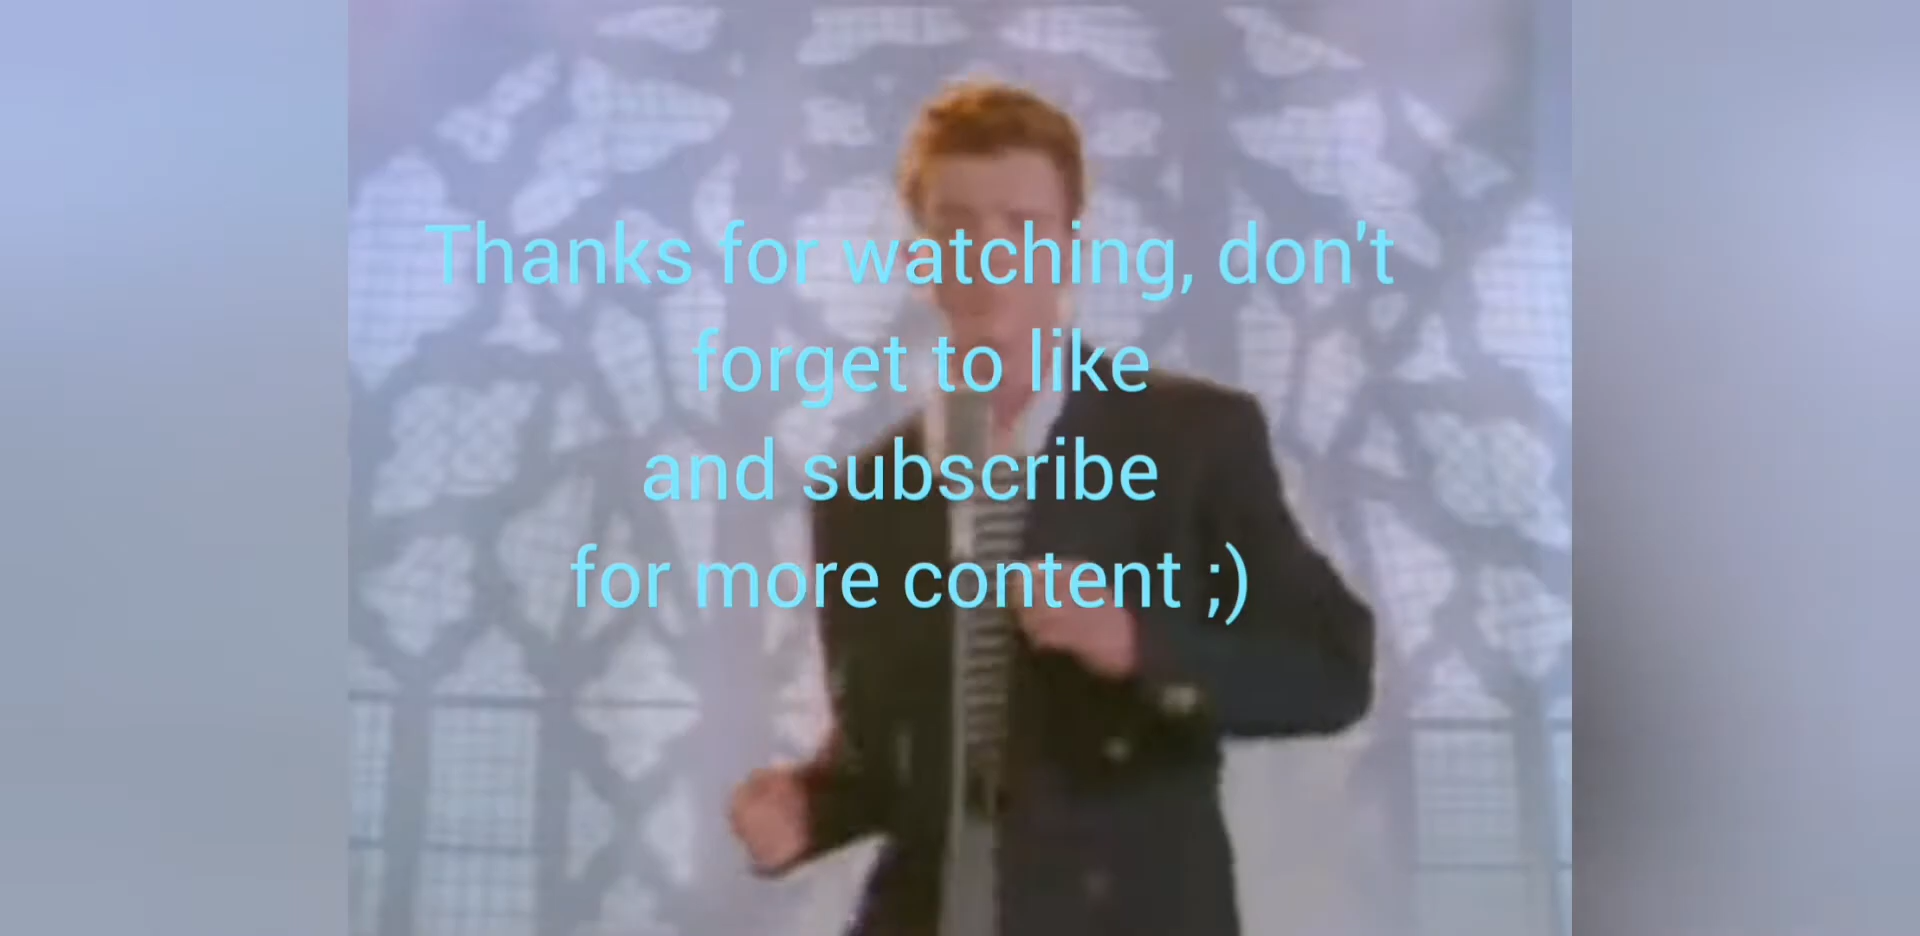 Thanks for watching, don't
forget to like
and subscribe
for more content ;)